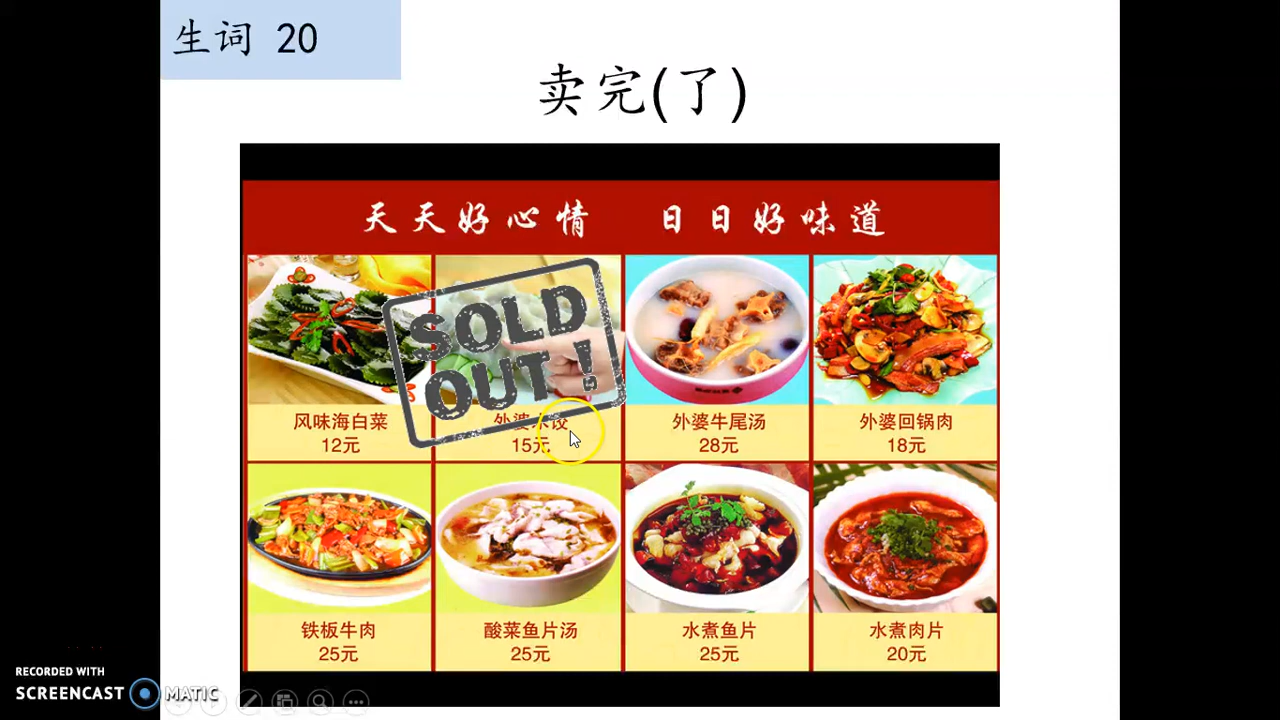 生词 20
卖完(了)
天天好心情 日日好味道
SOLD
OUT!
风味海白菜
12元
外婆水饺
15元
外婆牛尾汤
28元
外婆回锅肉
18元
铁板牛肉
25元
酸菜鱼片汤
25元
水煮鱼片
25元
水煮肉片
20元
RECORDED WITH
SCREENCAST MATIC